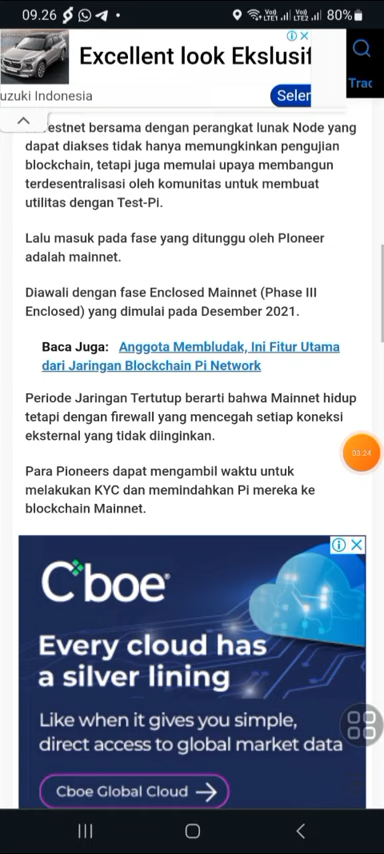 09.26
Voi) LTE1
Voi) LTE2
80%
Excellent look Eksklusif
uzuki Indonesia
Seler
Trac
estnet bersama dengan perangkat lunak Node yang
dapat diakses tidak hanya memungkinkan pengujian
blockchain, tetapi juga memulai upaya membangun
terdesentralisasi oleh komunitas untuk membuat
utilitas dengan Test-Pi.
Lalu masuk pada fase yang ditunggu oleh PIoneer
adalah mainnet.
Diawali dengan fase Enclosed Mainnet (Phase III
Enclosed) yang dimulai pada Desember 2021.
Baca Juga: Anggota Membludak, Ini Fitur Utama
dari Jaringan Blockchain Pi Network
Periode Jaringan Tertutup berarti bahwa Mainnet hidup
tetapi dengan firewall yang mencegah setiap koneksi
eksternal yang tidak diinginkan.
03:24
Para Pioneers dapat mengambil waktu untuk
melakukan KYC dan memindahkan Pi mereka ke
blockchain Mainnet.
Cboe®
Every cloud has
a silver lining
Like when it gives you simple,
direct access to global market data
Cboe Global Cloud →